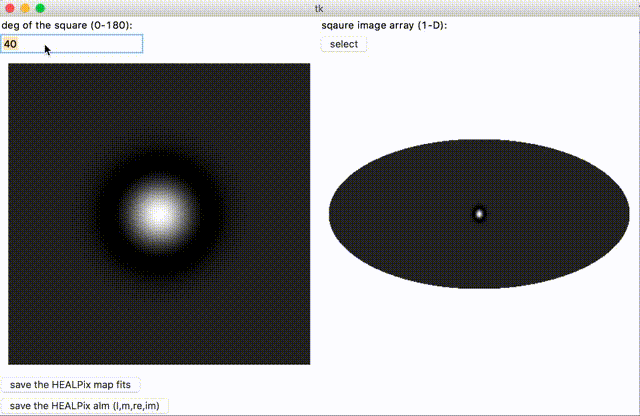 tk
deg of the square (0-180):
40
sqaure image array (1-D):
select
save the HEALPix map fits
save the HEALPix alm (l,m,re,im)